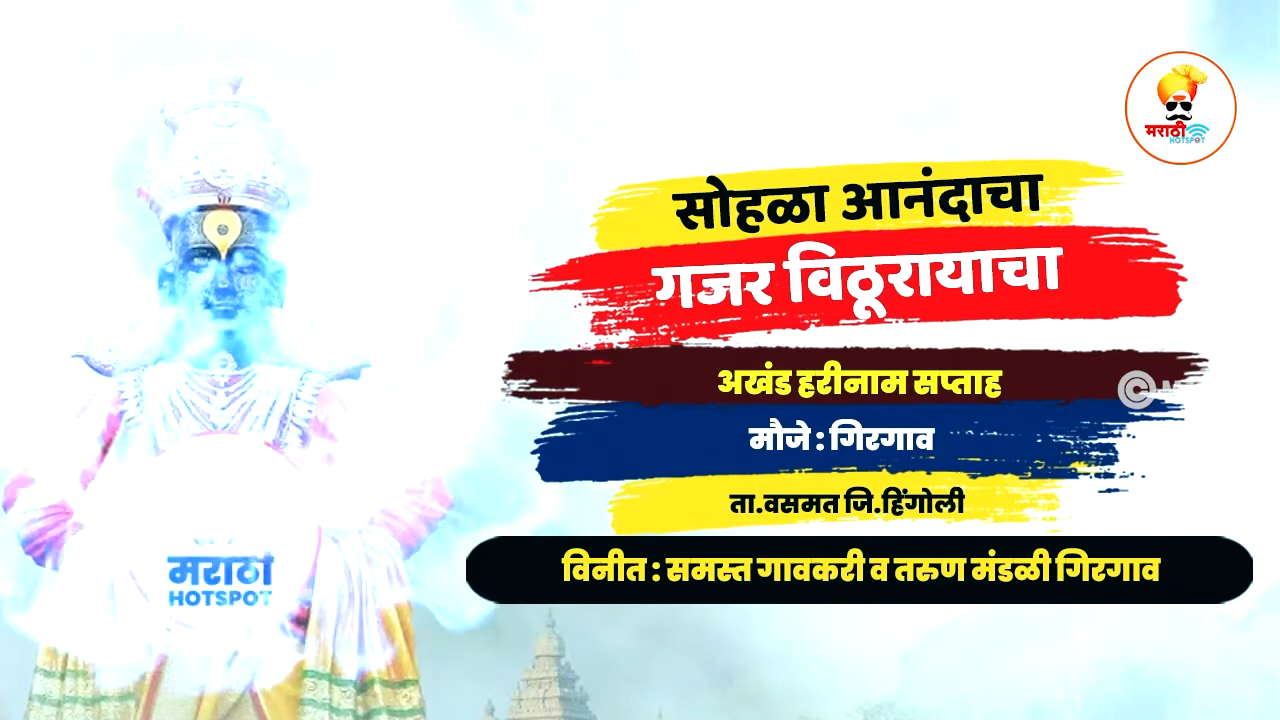 मराठी
HOTSPOT
सोहळा आनंदाचा
गजर विठूरायाचा
अखंड हरीनाम सप्ताह
मौजे : गिरगाव
ता.वसमत जि.हिंगोली
विनीत : समस्त गावकरी व तरुण मंडळी गिरगाव
मराठी
HOTSPOT